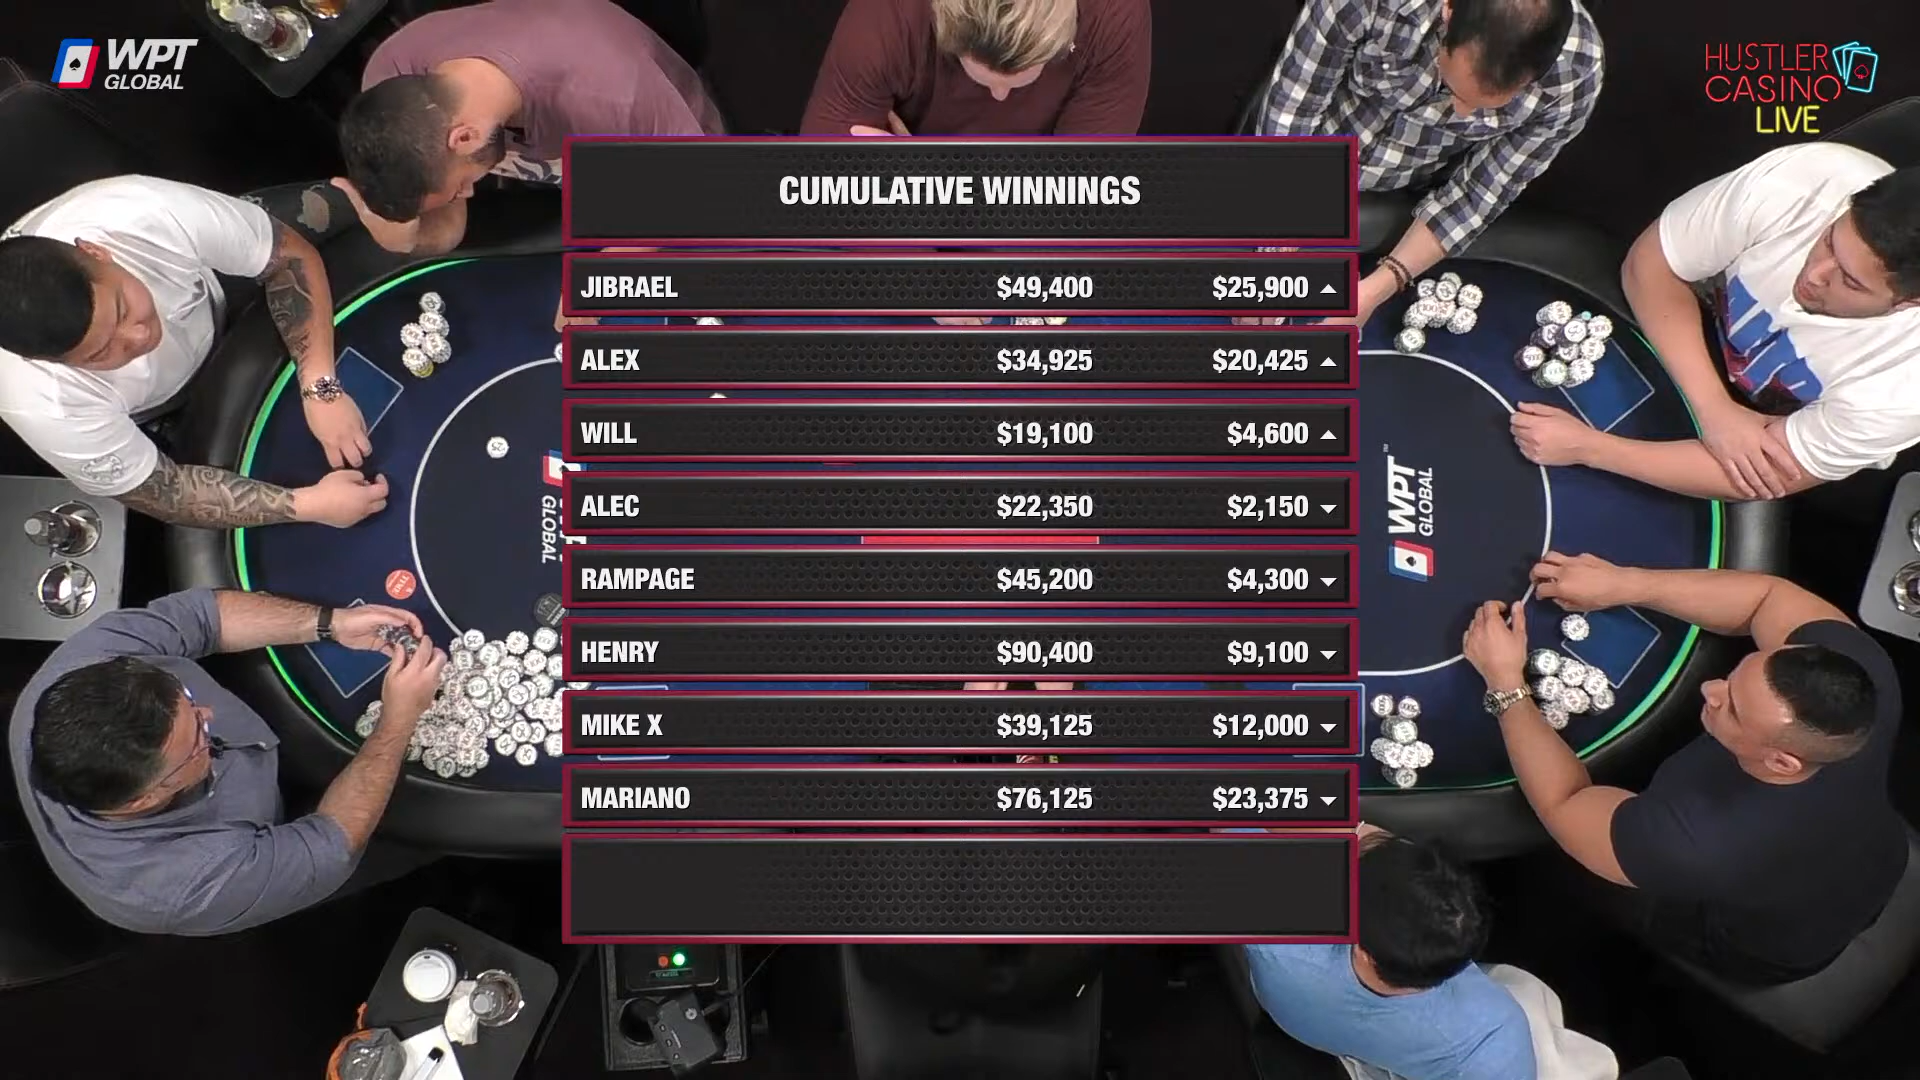 WPT
GLOBAL
HUSTLER
CASINO
LIVE
CUMULATIVE WINNINGS
JIBRAEL $49,400 $25,900 ▲
ALEX $34,925 $20,425 ▲
WILL $19,100 $4,600 ▲
ALEC $22,350 $2,150 ▼
RAMPAGE $45,200 $4,300 ▼
HENRY $90,400 $9,100 ▼
MIKE X $39,125 $12,000 ▼
MARIANO $76,125 $23,375 ▼
GLOBAL
WPT™
GLOBAL